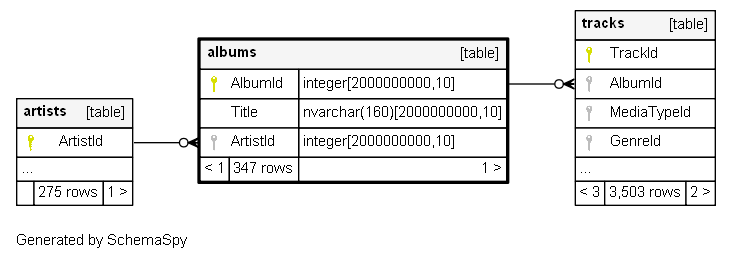 artists [table]
ArtistId
...
275 rows 1 >
albums [table]
AlbumId integer[2000000000,10]
Title nvarchar(160)[2000000000,10]
ArtistId integer[2000000000,10]
< 1 347 rows 1 >
tracks [table]
TrackId
AlbumId
MediaTypeId
GenreId
...
< 3 3,503 rows 2 >
Generated by SchemaSpy